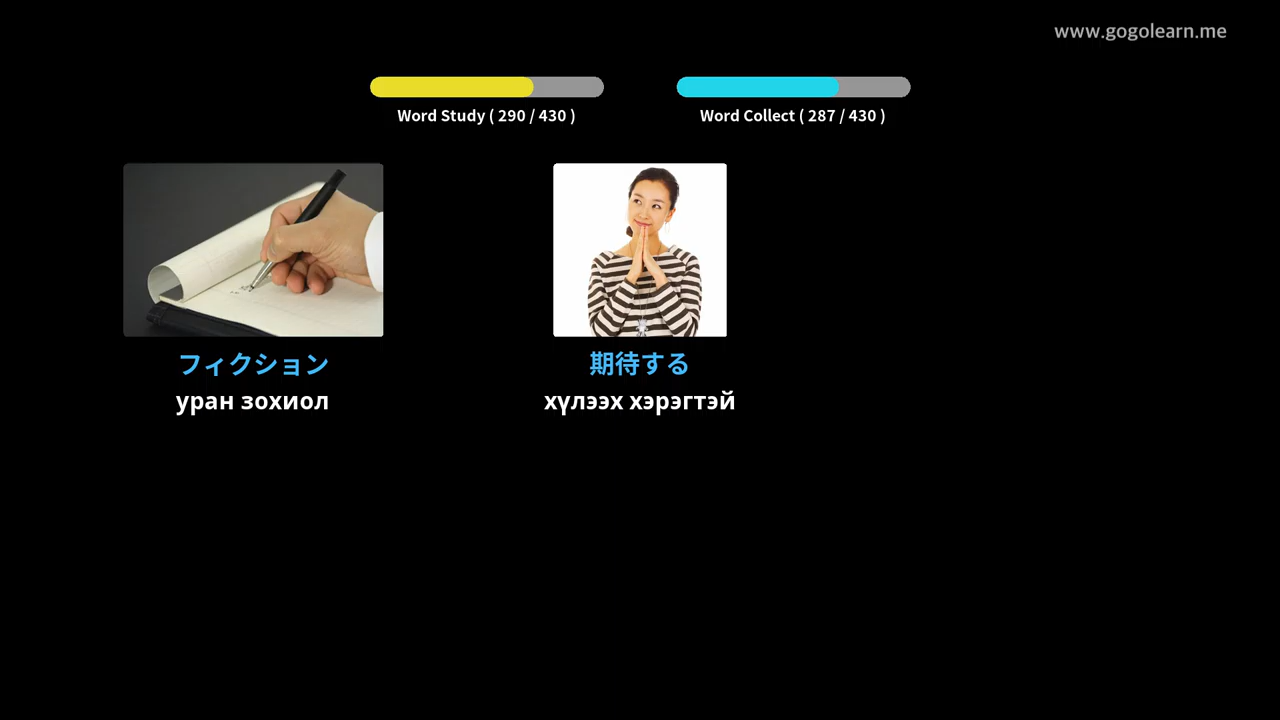 www.gogolearn.me
Word Study ( 290 / 430 )
Word Collect ( 287 / 430 )
フィクション
уран зохиол
期待する
хүлээх хэрэгтэй